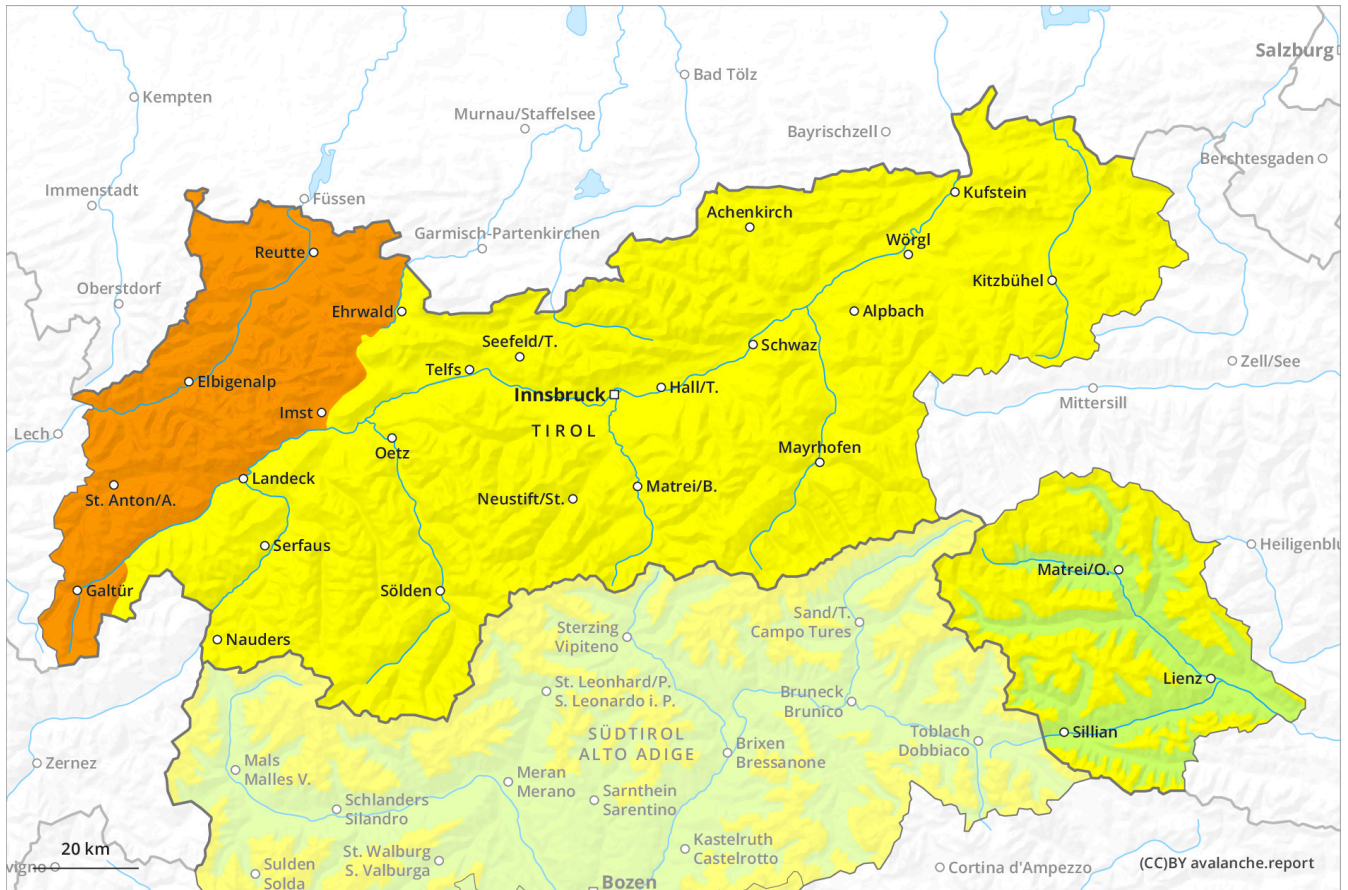 Salzburg
Bad Tölz
Kempten
Murnau/Staffelsee
Bayrischzell
Berchtesgaden
Immenstadt
Füssen
Kufstein
Achenkirch
Garmisch-Partenkirchen
Wörgl
Reutte
Oberstdorf
Kitzbühel
Ehrwald
Alpbach
Seefeld/T.
Schwaz
Zell/See
Telfs
Elbigenalp
Hall/T.
Innsbruck
Mittersill
Imst
Lech
TIROL
Oetz
Mayrhofen
Landeck
Matrei/B.
St. Anton/A.
Neustift/St.
Serfaus
Heiligenblu
Matrei/O.
Galtür
Sölden
Sand/T.
Campo Tures
Sterzing
Vipiteno
Nauders
Lienz
St. Leonhard/P.
S. Leonardo i. P.
Bruneck
Brunico
SÜDTIROL
ALTO ADIGE
Toblach
Dobbiaco
Sillian
Brixen
Bressanone
Zernez
Mals
Malles V.
Meran
Merano
Sarnthein
Sarentino
Schlanders
Silandro
Kastelruth
Castelrotto
20 km
St. Walburg
S. Valburga
vigno
Sulden
Solda
Cortina d'Ampezzo
(CC)BY avalanche.report
Bozen